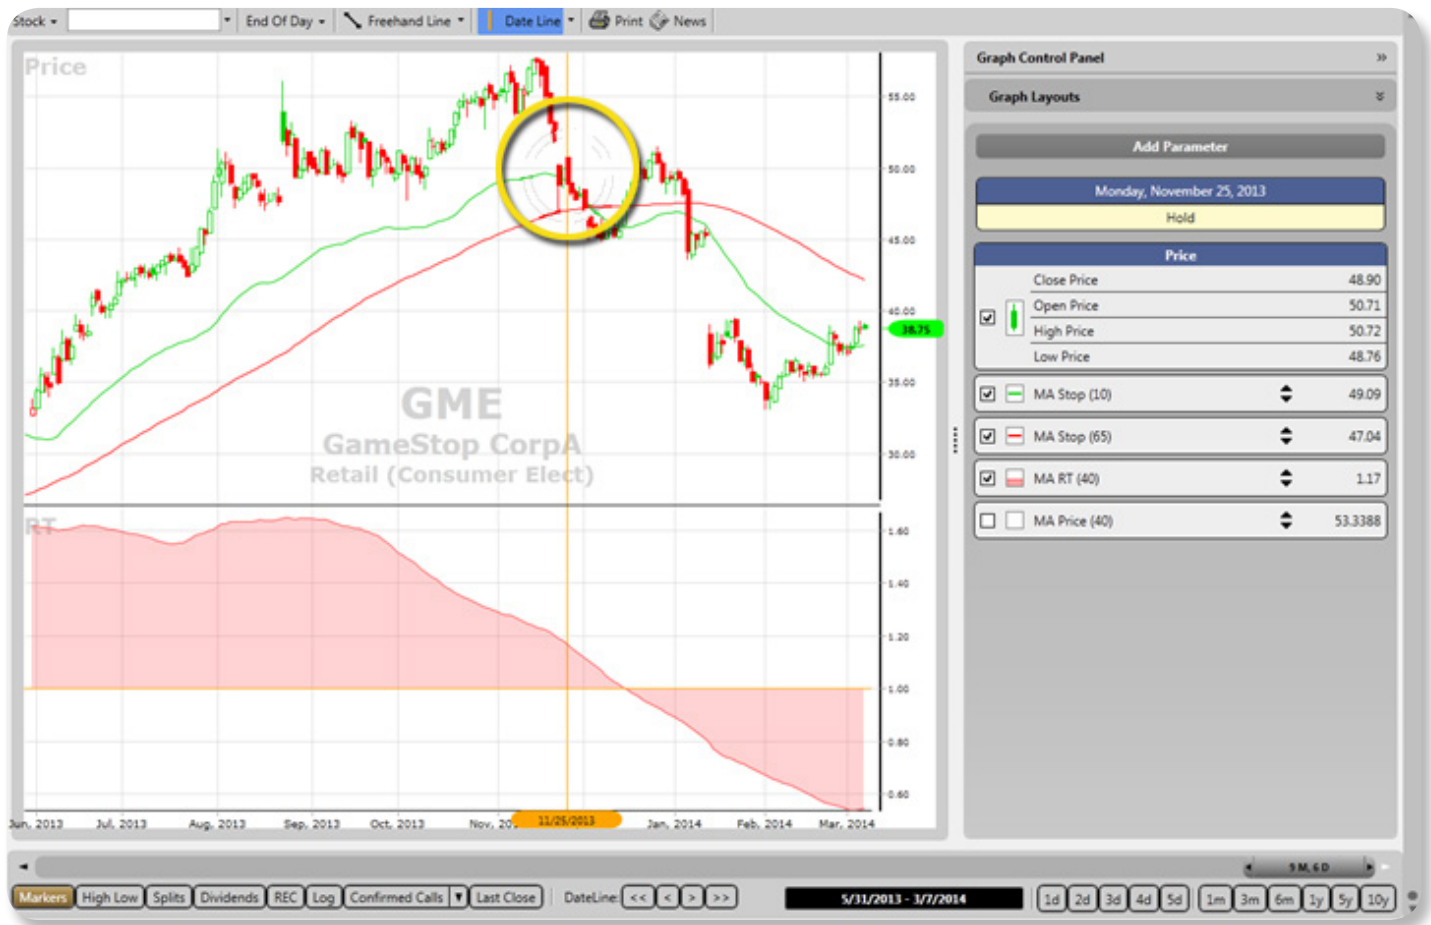 Stock End Of Day Freehand Line Date Line Print News
Price
55.00
50.00
45.00
40.00
38.75
35.00
30.00
GME
GameStop CorpA
Retail (Consumer Elect)
RT
1.60
1.40
1.20
1.00
0.80
0.60
Jun, 2013 Jul, 2013 Aug, 2013 Sep, 2013 Oct, 2013 Nov, 20 11/25/2013 Jan, 2014 Feb, 2014 Mar, 2014
Graph Control Panel »
Graph Layouts
Add Parameter
Monday, November 25, 2013
Hold
Price
Close Price 48.90
Open Price 50.71
High Price 50.72
Low Price 48.76
MA Stop (10) 49.09
MA Stop (65) 47.04
MA RT (40) 1.17
MA Price (40) 53.3388
9 M, 6 D
Markers High Low Splits Dividends REC Log Confirmed Calls Last Close DateLine: << < > >> 5/31/2013 - 3/7/2014 1d 2d 3d 4d 5d 1m 3m 6m 1y 5y 10y